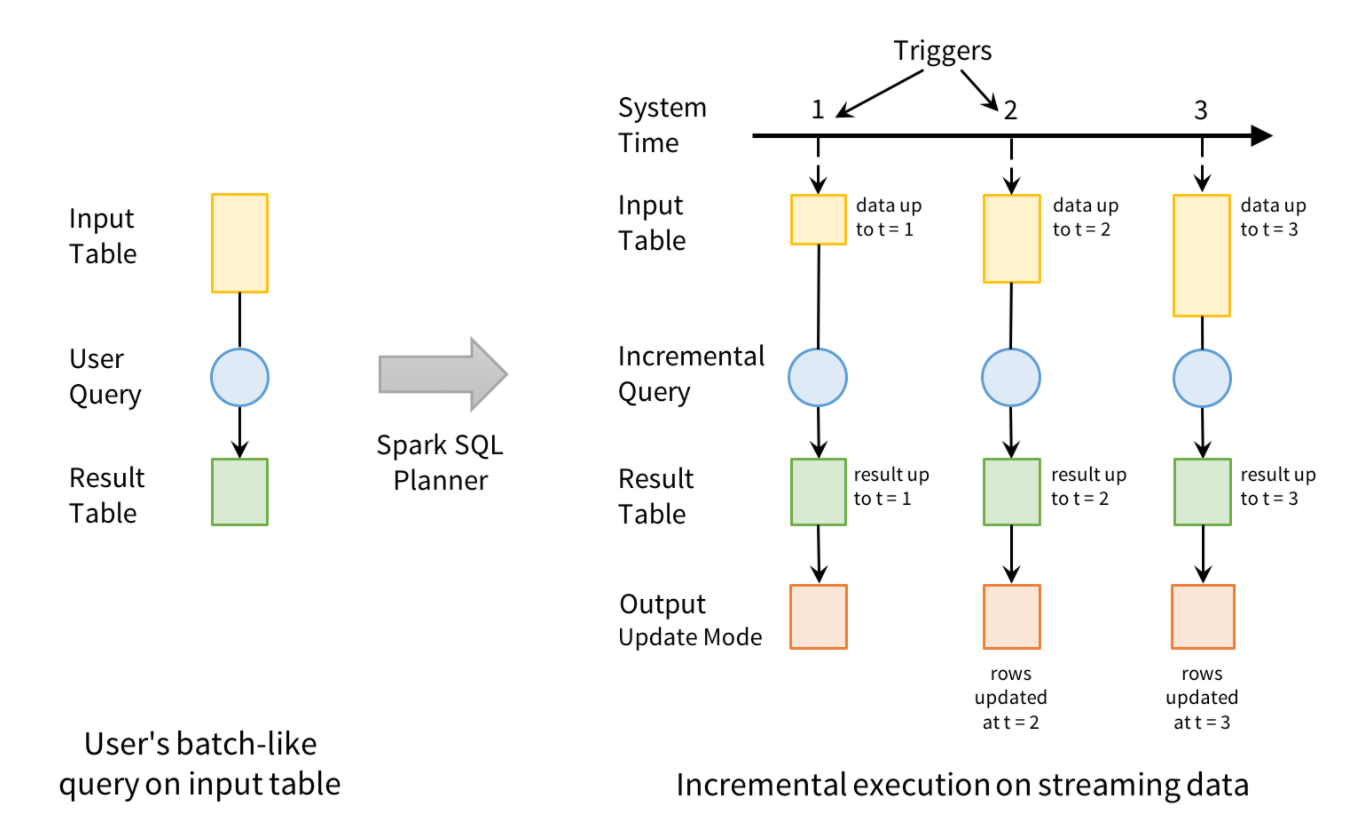 Triggers
System
Time
1
2
3
Input
Table
Input
Table
data up
to t = 1
data up
to t = 2
data up
to t = 3
User
Query
Spark SQL
Planner
Incremental
Query
Result
Table
Result
Table
result up
to t = 1
result up
to t = 2
result up
to t = 3
Output
Update Mode
rows
updated
at t = 2
rows
updated
at t = 3
User's batch-like
query on input table
Incremental execution on streaming data